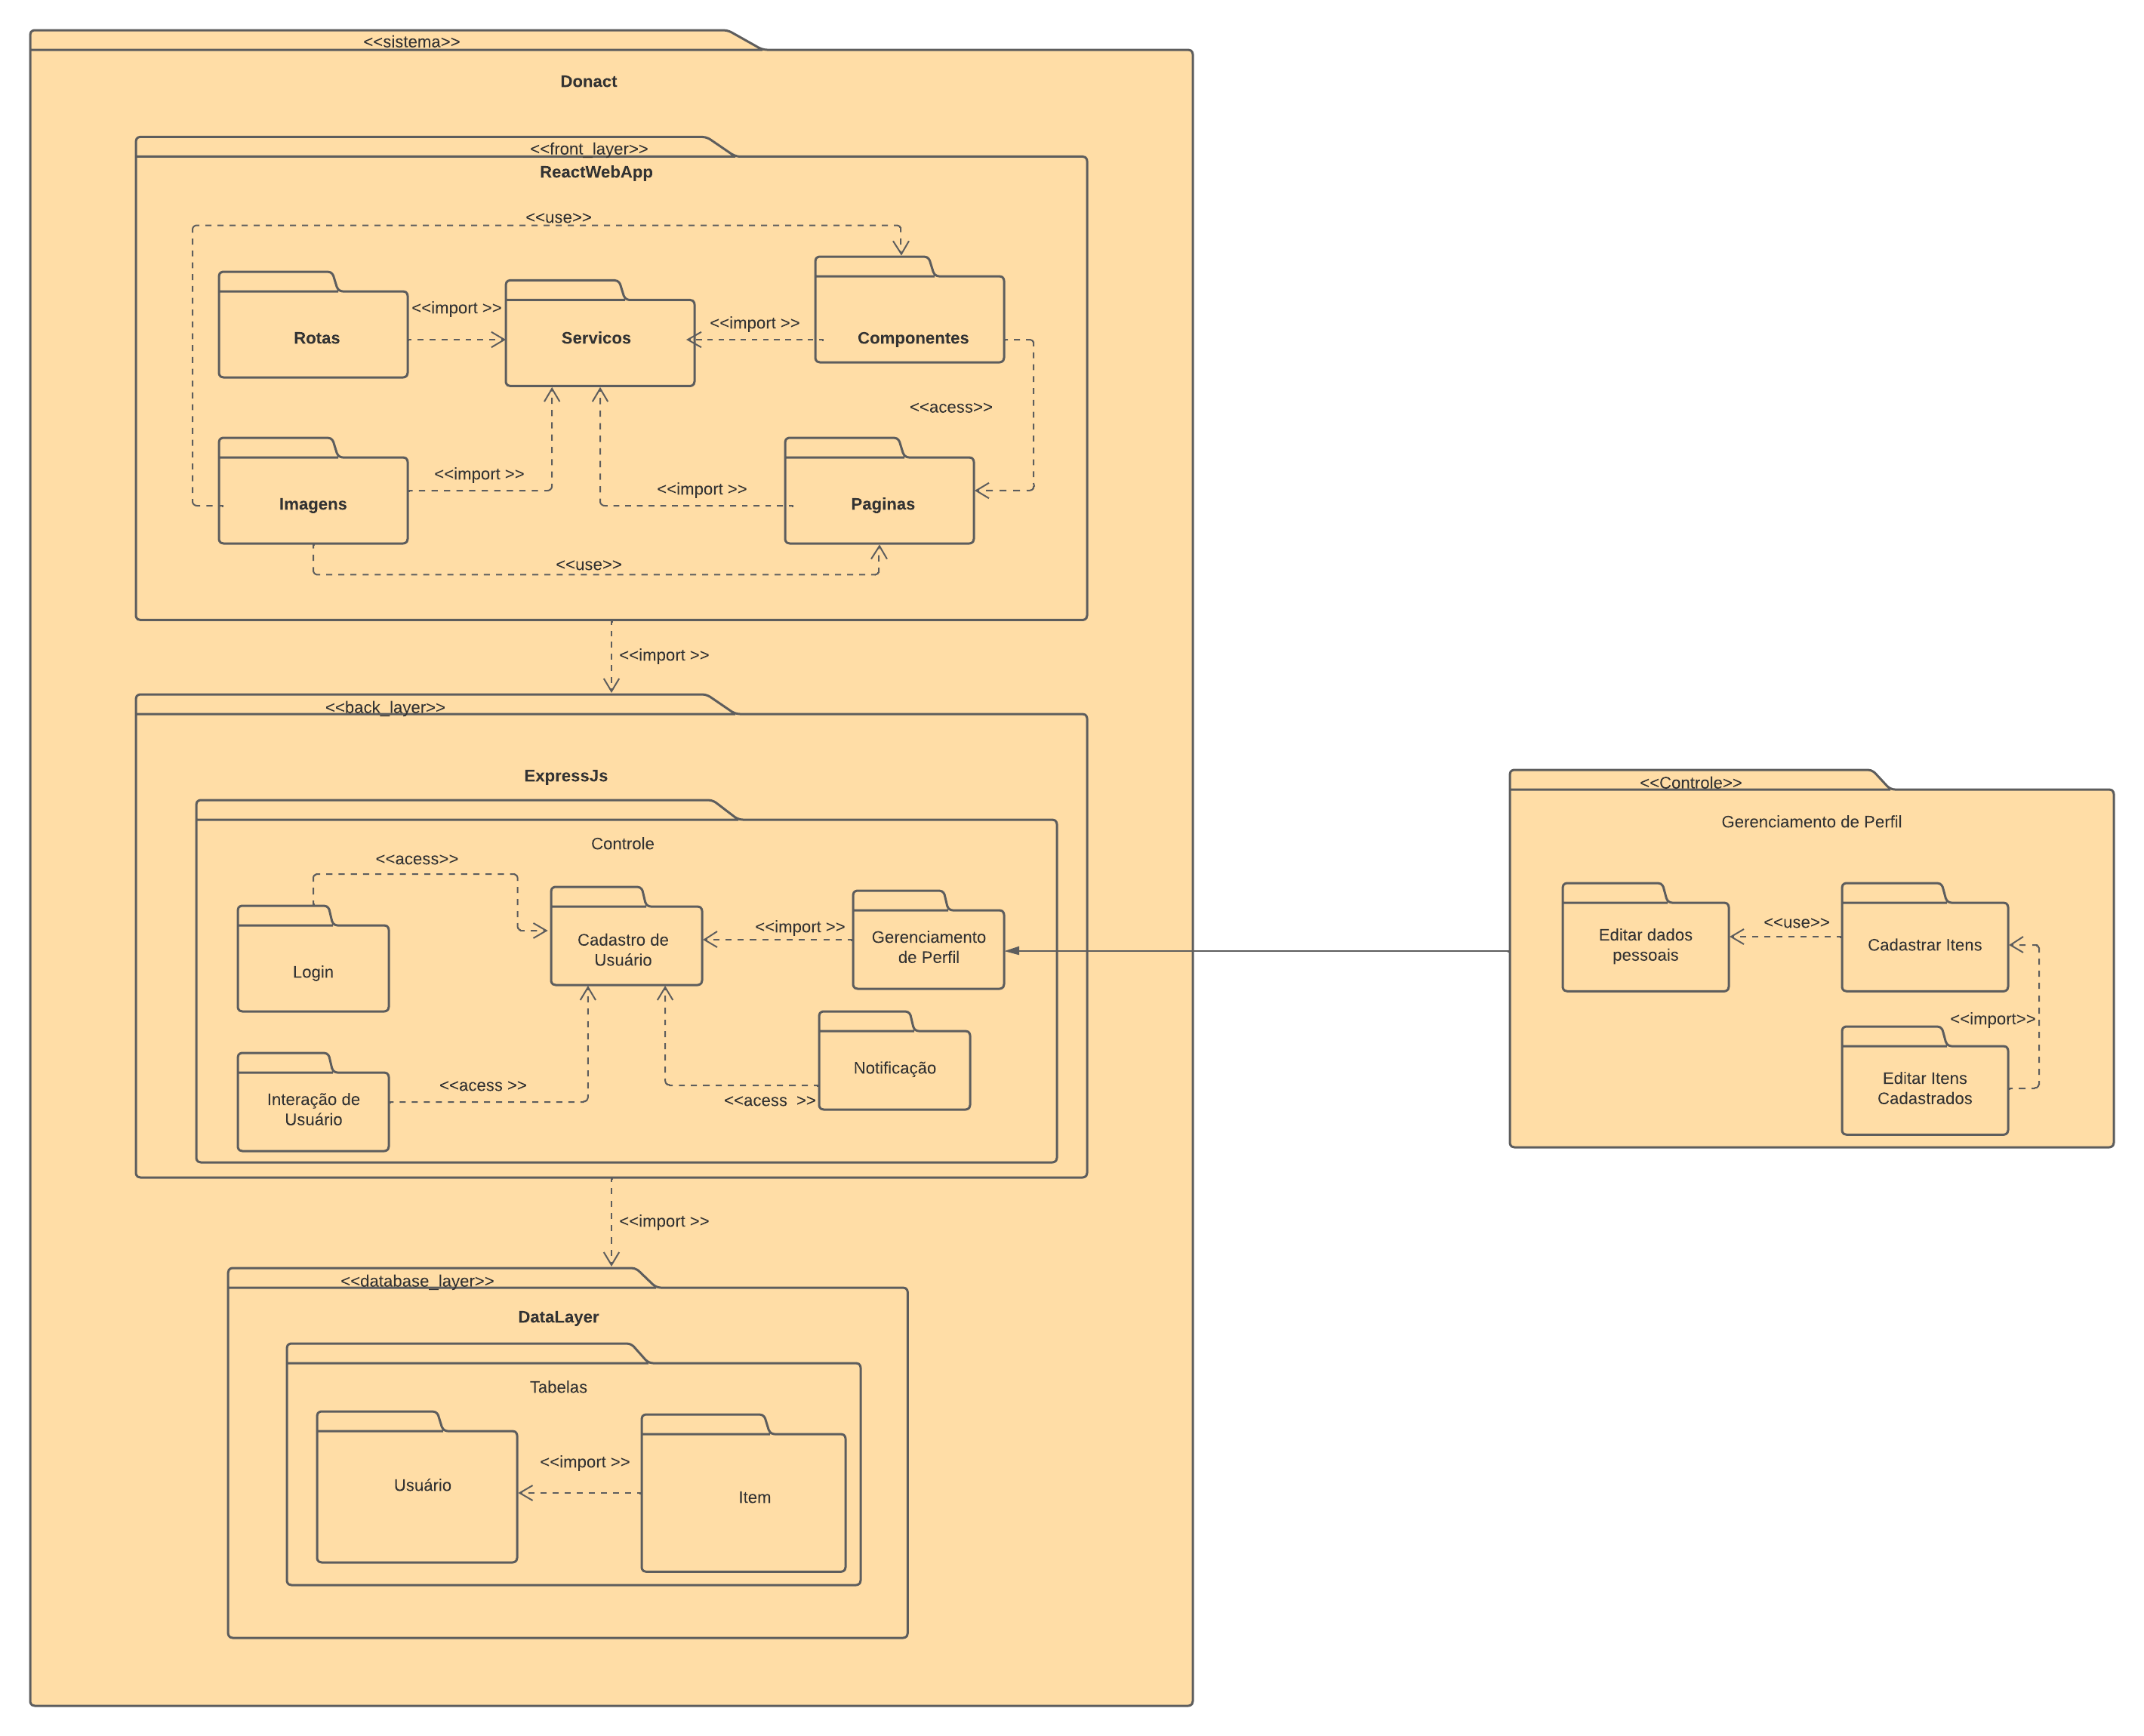 <<sistema>>
Donact
<<front_layer>>
ReactWebApp
<<use>>
<<import >>
<<import >>
Rotas
Servicos
Componentes
<<acess>>
<<import >>
<<import >>
Imagens
Paginas
<<use>>
<<import >>
<<back_layer>>
ExpressJs
Controle
<<acess>>
<<import >>
Cadastro de
Usuário
Gerenciamento
de Perfil
Login
Notificação
<<acess >>
<<acess  >>
Interação de
Usuário
<<import >>
<<database_layer>>
DataLayer
Tabelas
<<import >>
Usuário
Item
<<Controle>>
Gerenciamento de Perfil
<<use>>
Editar dados
pessoais
Cadastrar Itens
<<import>>
Editar Itens
Cadastrados